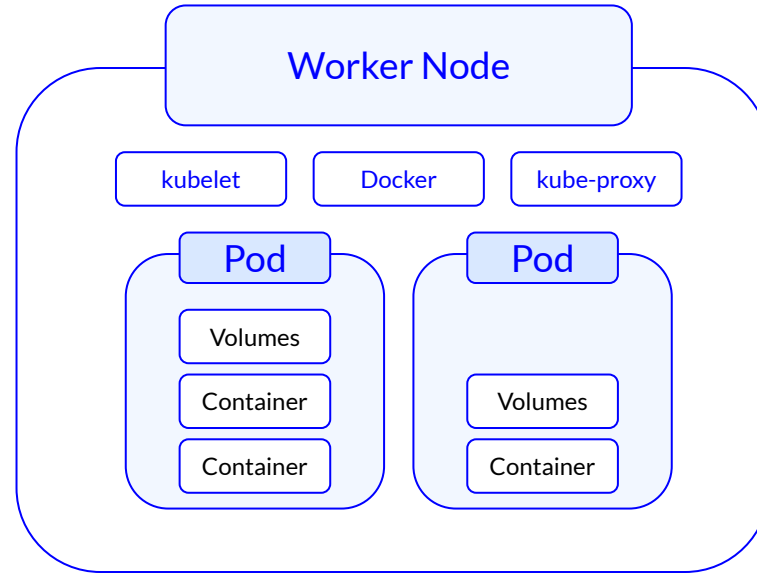 Worker Node
kubelet
Docker
kube-proxy
Pod
Volumes
Container
Container
Pod
Volumes
Container